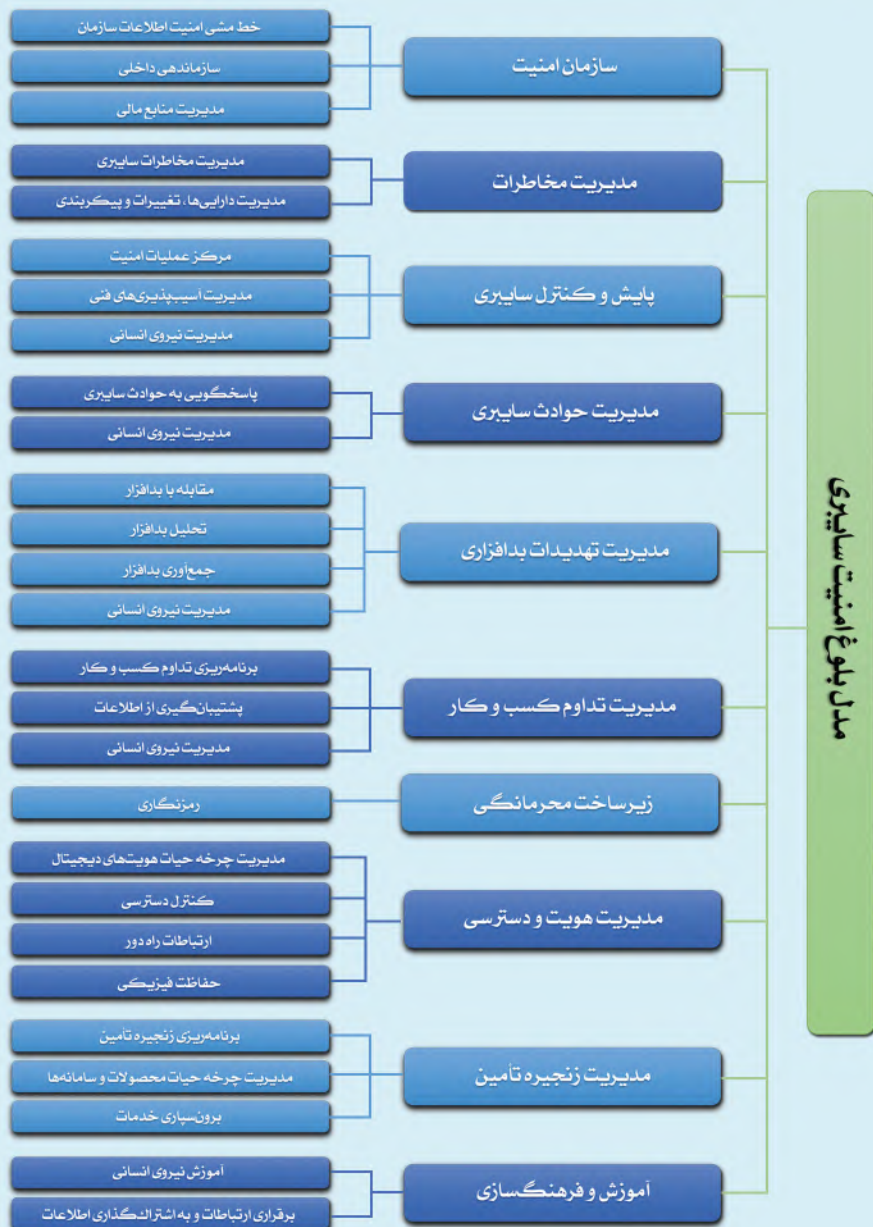 مدل بلوغ امنیت سایبری
سازمان امنیت
خط مشی امنیت اطلاعات سازمان
سازماندهی داخلی
مدیریت منابع مالی
مدیریت مخاطرات
مدیریت مخاطرات سایبری
مدیریت دارایی‌ها، تغییرات و پیکربندی
پایش و کنترل سایبری
مرکز عملیات امنیت
مدیریت آسیب‌پذیری‌های فنی
مدیریت نیروی انسانی
مدیریت حوادث سایبری
پاسخگویی به حوادث سایبری
مدیریت نیروی انسانی
مدیریت تهدیدات بدافزاری
مقابله با بدافزار
تحلیل بدافزار
جمع‌آوری بدافزار
مدیریت نیروی انسانی
مدیریت تداوم کسب و کار
برنامه‌ریزی تداوم کسب و کار
پشتیبان‌گیری از اطلاعات
مدیریت نیروی انسانی
زیرساخت محرمانگی
رمزنگاری
مدیریت هویت و دسترسی
مدیریت چرخه حیات هویت‌های دیجیتال
کنترل دسترسی
ارتباطات راه دور
حفاظت فیزیکی
مدیریت زنجیره تأمین
برنامه‌ریزی زنجیره تأمین
مدیریت چرخه حیات محصولات و سامانه‌ها
برون‌سپاری خدمات
آموزش و فرهنگ‌سازی
آموزش نیروی انسانی
برقراری ارتباطات و به اشتراک‌گذاری اطلاعات